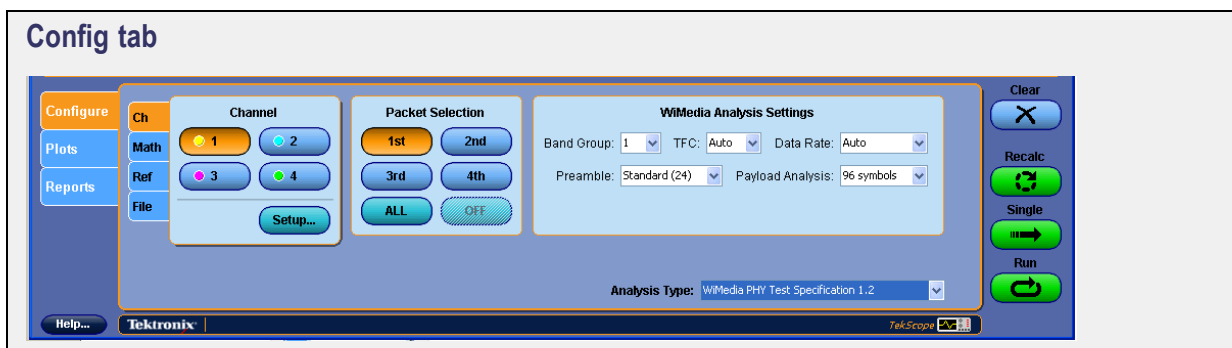 Config tab
Configure
Plots
Reports
Ch
Math
Ref
File
Channel
1 2
3 4
Setup...
Packet Selection
1st 2nd
3rd 4th
ALL OFF
WiMedia Analysis Settings
Band Group: 1 TFC: Auto Data Rate: Auto
Preamble: Standard (24) Payload Analysis: 96 symbols
Analysis Type: WiMedia PHY Test Specification 1.2
Clear
Recalc
Single
Run
Help... Tektronix TekScope